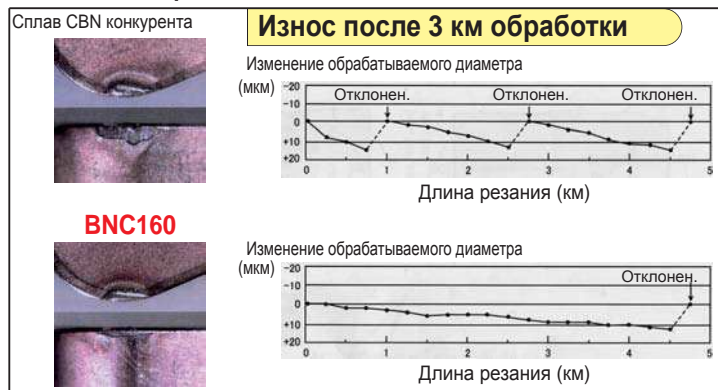 Сплав CBN конкурента
Износ после 3 км обработки
Изменение обрабатываемого диаметра
(мкм)
-20
-10
0
+10
+20
Отклонен.
Отклонен.
Отклонен.
0
1
2
3
4
5
Длина резания (км)
BNC160
Изменение обрабатываемого диаметра
(мкм)
-20
-10
0
+10
+20
Отклонен.
0
1
2
3
4
5
Длина резания (км)